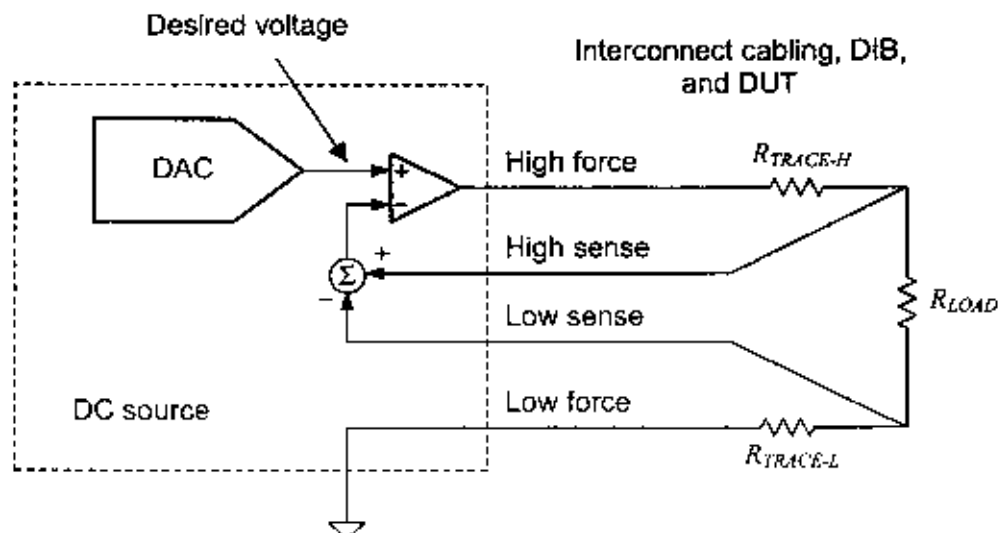 Desired voltage
Interconnect cabling, DIB,
and DUT
DAC
+
−
High force
R_TRACE-H
High sense
+
Σ
−
R_LOAD
Low sense
DC source
Low force
R_TRACE-L